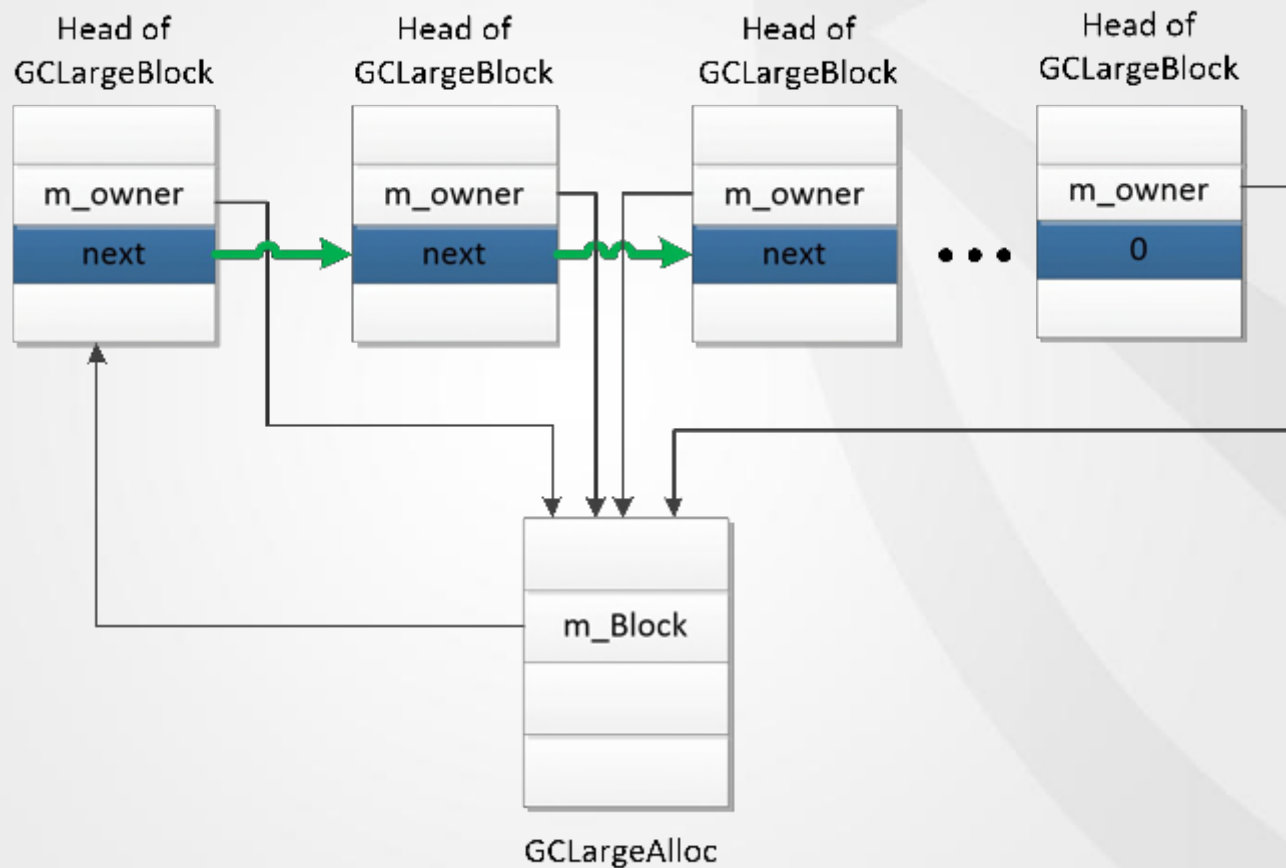 Head of
GCLargeBlock
Head of
GCLargeBlock
Head of
GCLargeBlock
Head of
GCLargeBlock
m_owner
m_owner
m_owner
m_owner
next
next
next
•••
0
m_Block
GCLargeAlloc